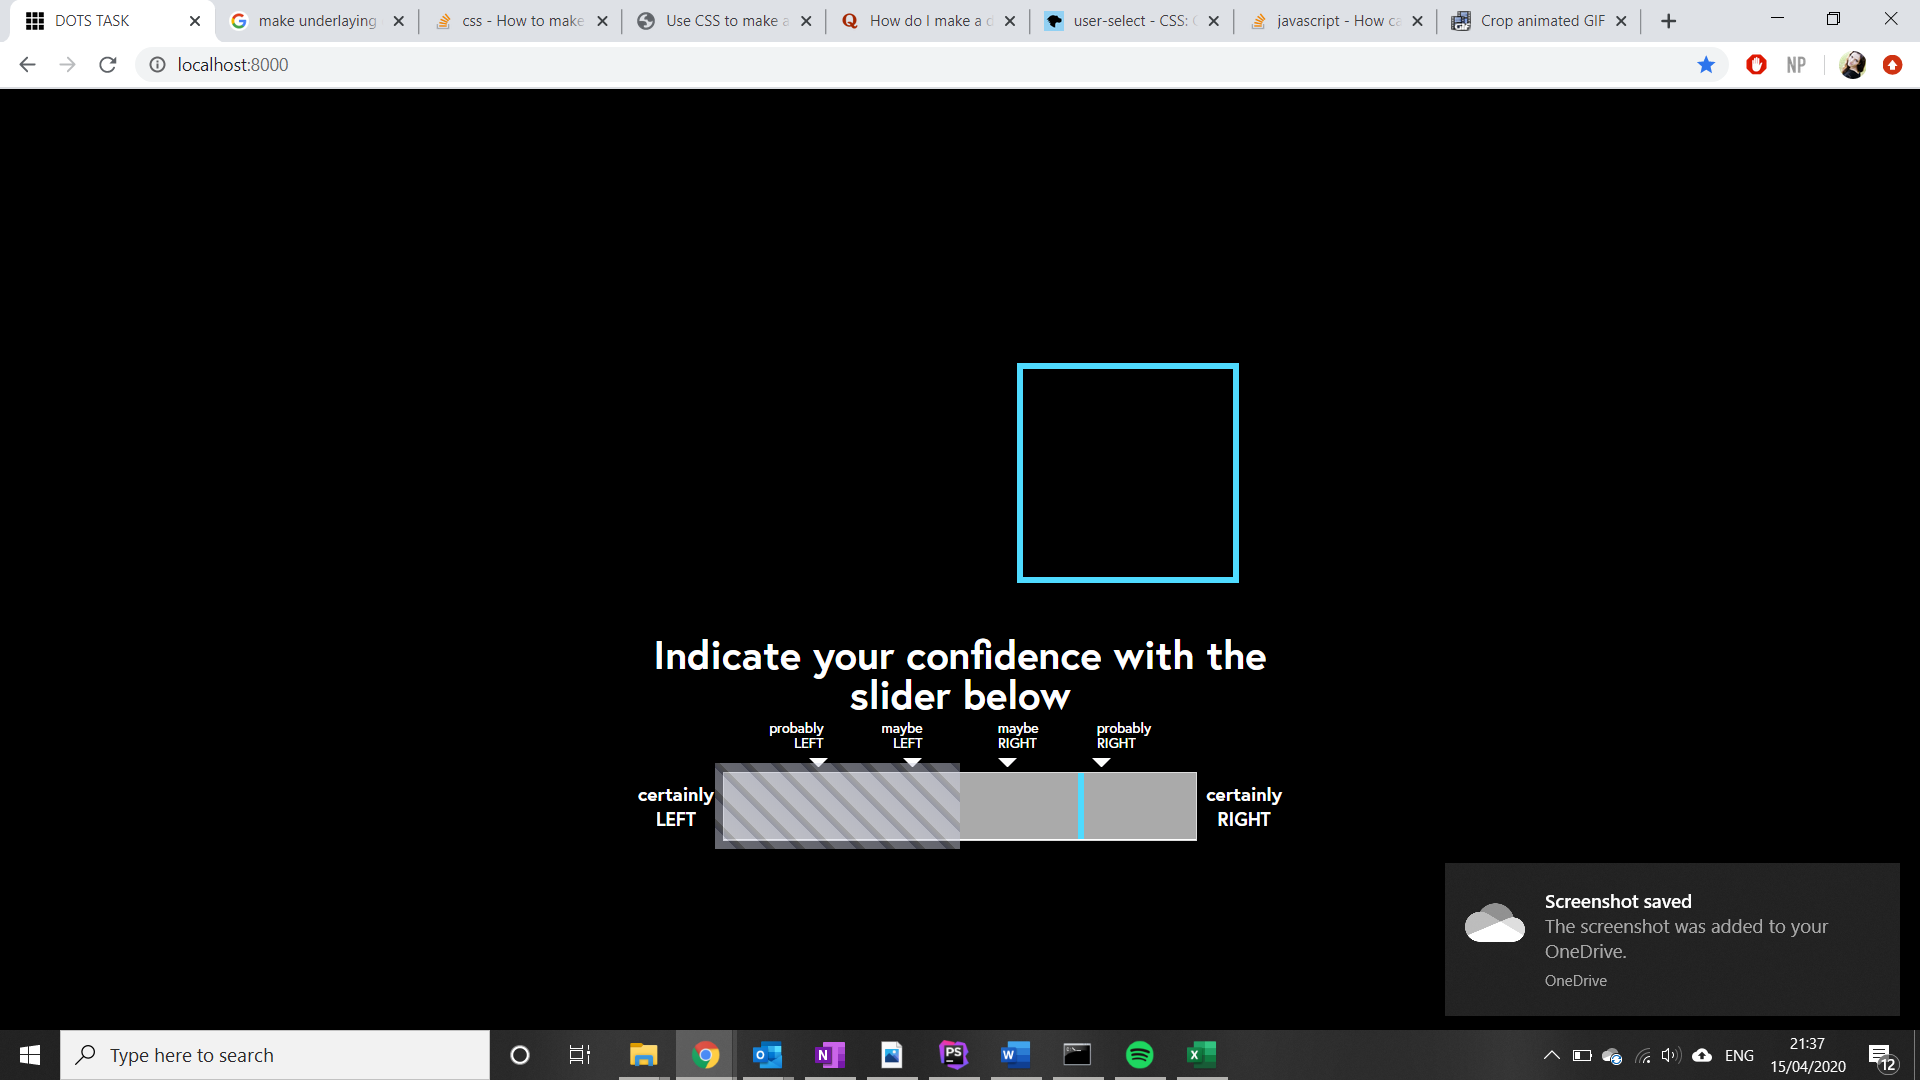 DOTS TASK
make underlaying
css - How to make
Use CSS to make a
How do I make a d
user-select - CSS: C
javascript - How ca
Crop animated GIF
localhost:8000
NP
Indicate your confidence with the
slider below
probably
LEFT
maybe
LEFT
maybe
RIGHT
probably
RIGHT
certainly
LEFT
certainly
RIGHT
Screenshot saved
The screenshot was added to your
OneDrive.
OneDrive
Type here to search
ENG
21:37
15/04/2020
12